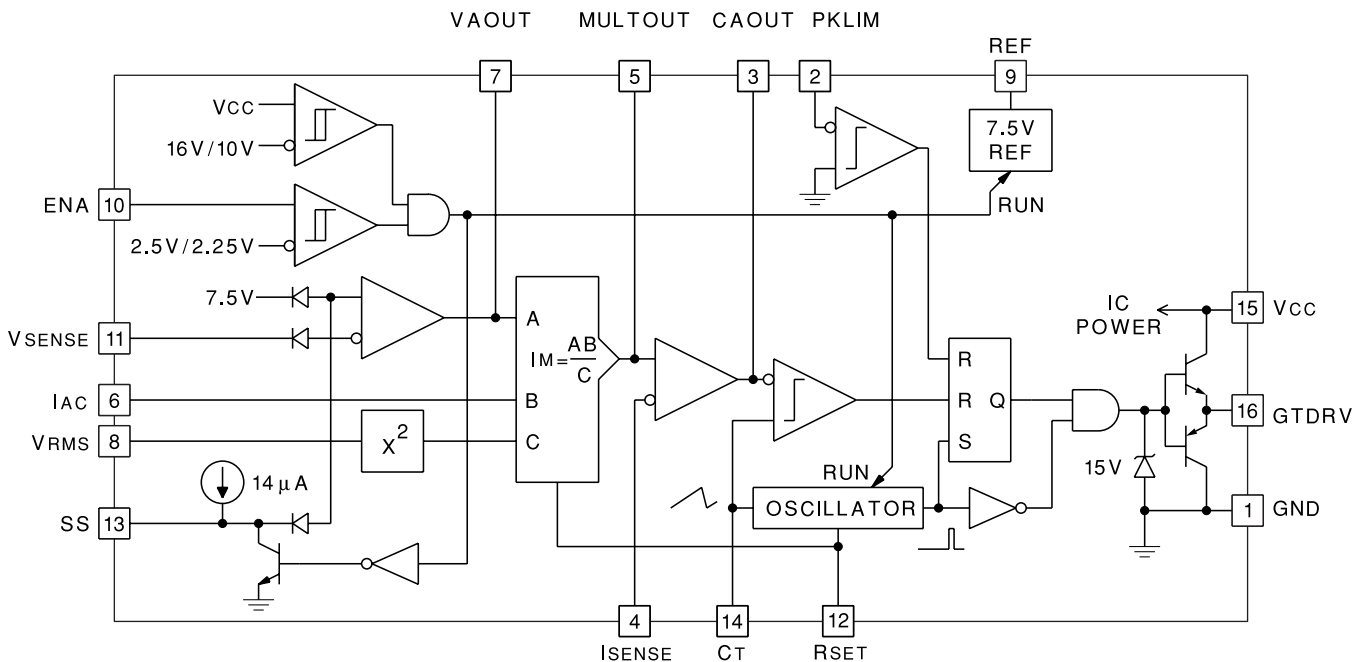 VAOUT MULTOUT CAOUT PKLIM
REF
7 5 3 2 9
VCC
16V/10V
7.5V
REF
ENA 10
RUN
2.5V/2.25V
7.5V
VSENSE 11
A
IM=AB/C
IC
POWER
15 VCC
R
IAC 6
B
R Q
16 GTDRV
VRMS 8
X²
C
S
RUN
15V
14µA
SS 13
OSCILLATOR
1 GND
4 14 12
ISENSE CT RSET